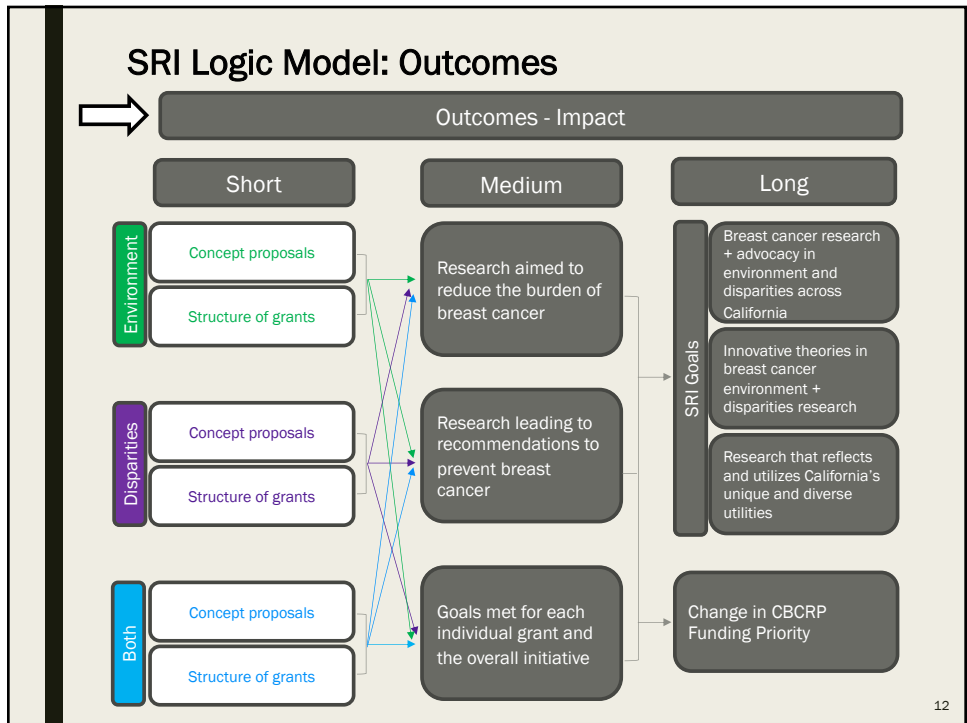 SRI Logic Model: Outcomes
Outcomes - Impact
Short
Medium
Long
Environment
Concept proposals
Structure of grants
Disparities
Concept proposals
Structure of grants
Both
Concept proposals
Structure of grants
Research aimed to
reduce the burden of
breast cancer
Research leading to
recommendations to
prevent breast
cancer
Goals met for each
individual grant and
the overall initiative
SRI Goals
Breast cancer research
+ advocacy in
environment and
disparities across
California
Innovative theories in
breast cancer
environment +
disparities research
Research that reflects
and utilizes California’s
unique and diverse
utilities
Change in CBCRP
Funding Priority
12